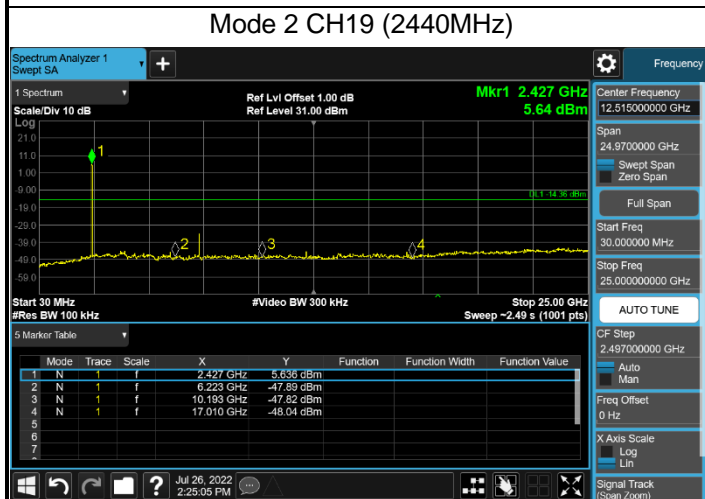 Mode 2 CH19 (2440MHz)
Spectrum Analyzer 1
Swept SA
+
Frequency
1 Spectrum
Scale/Div 10 dB
Ref Lvl Offset 1.00 dB
Ref Level 31.00 dBm
Mkr1 2.427 GHz
5.64 dBm
Log
21.0
11.0
1.00
-9.00
-19.0
-29.0
-39.0
-49.0
-59.0
1
DL1 -14.36 dBm
2
3
4
Start 30 MHz
#Res BW 100 kHz
#Video BW 300 kHz
Stop 25.00 GHz
Sweep ~2.49 s (1001 pts)
5 Marker Table
Mode Trace Scale X Y Function Function Width Function Value
1 N 1 f 2.427 GHz 5.636 dBm
2 N 1 f 6.223 GHz -47.89 dBm
3 N 1 f 10.193 GHz -47.82 dBm
4 N 1 f 17.010 GHz -48.04 dBm
5
6
7
Center Frequency
12.515000000 GHz
Span
24.9700000 GHz
Swept Span
Zero Span
Full Span
Start Freq
30.000000 MHz
Stop Freq
25.000000000 GHz
AUTO TUNE
CF Step
2.497000000 GHz
Auto
Man
Freq Offset
0 Hz
X Axis Scale
Log
Lin
Signal Track
(Span Zoom)
?
Jul 26, 2022
2:25:05 PM